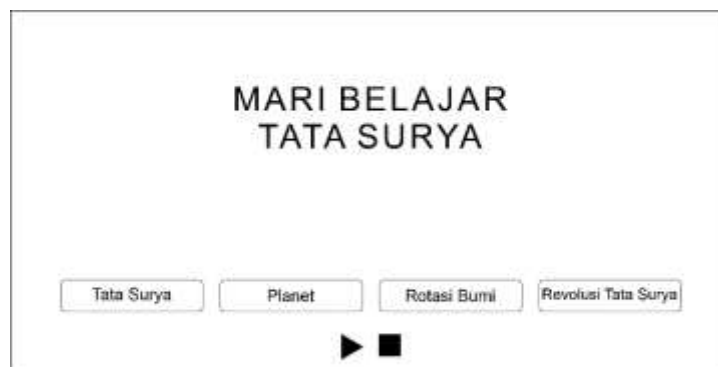 MARI BELAJAR
TATA SURYA
Tata Surya
Planet
Rotasi Bumi
Revolusi Tata Surya